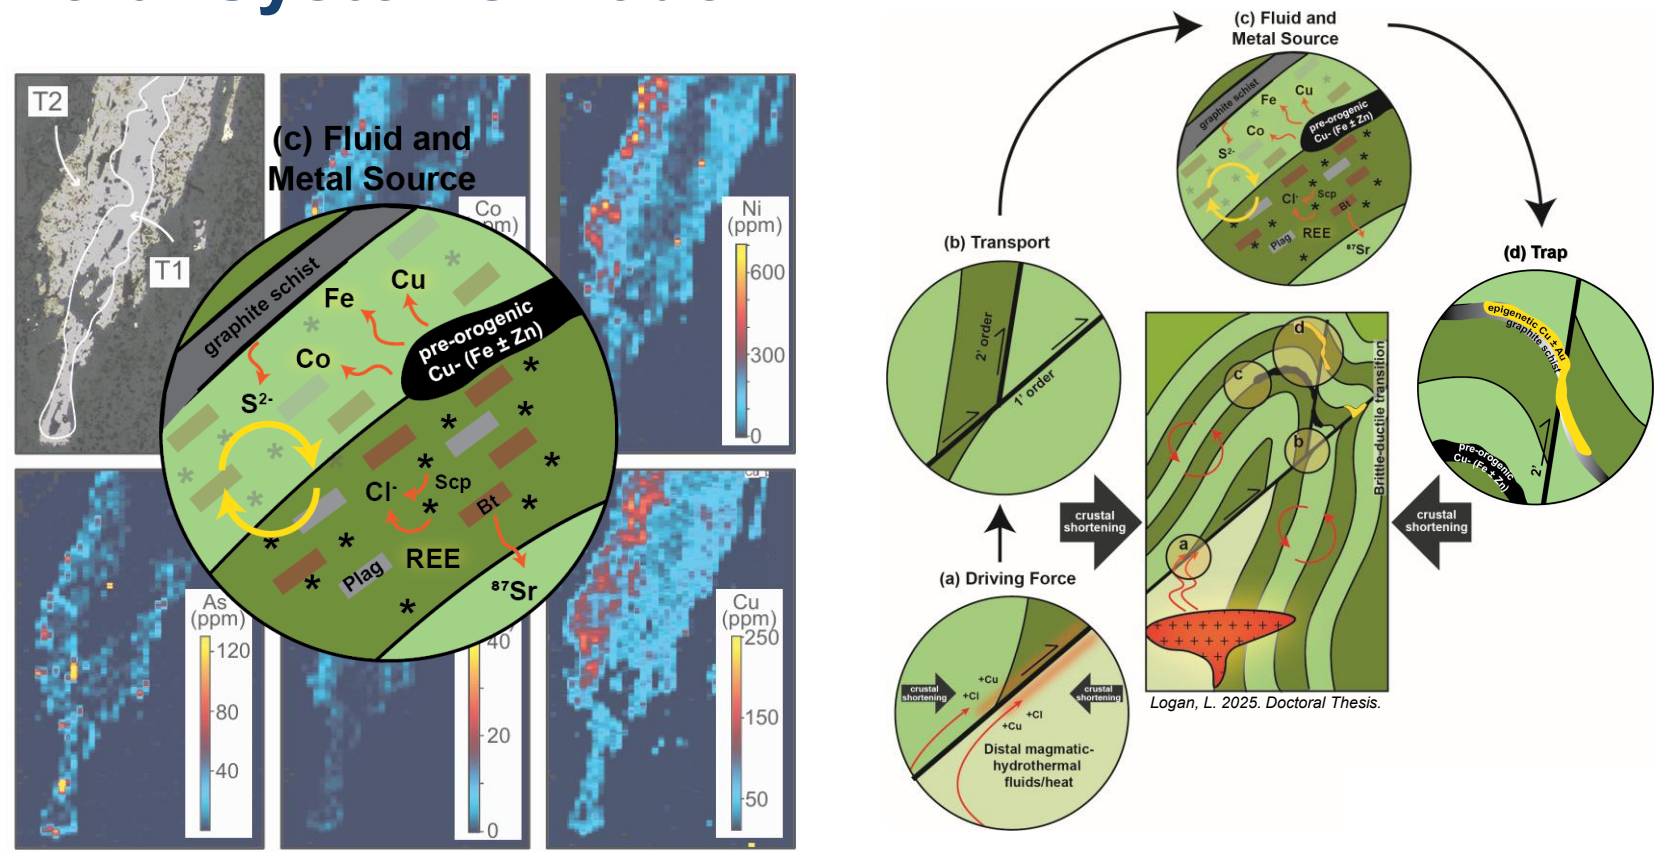 T2
T1
Co
(ppm)
Ni
(ppm)
600
300
0
As
(ppm)
120
80
40
40
20
0
Cu
(ppm)
250
150
50
(c) Fluid and
Metal Source
graphite schist
Fe
Cu
Co
S²⁻
pre-orogenic
Cu- (Fe ± Zn)
Cl⁻
Scp
Bt
REE
Plag
⁸⁷Sr
(c) Fluid and
Metal Source
graphite schist
Fe
Cu
Co
S²⁻
pre-orogenic
Cu- (Fe ± Zn)
Cl⁻
Scp
Bt
REE
Plag
⁸⁷Sr
(b) Transport
2' order
1' order
(d) Trap
epigenetic Cu ± Au
graphite schist
pre-orogenic
Cu- (Fe ± Zn)
2'
d
c
b
a
Brittle-ductile transition
crustal
shortening
crustal
shortening
(a) Driving Force
crustal
shortening
crustal
shortening
+Cu
+Cl
+Cl
+Cu
Distal magmatic-
hydrothermal
fluids/heat
Logan, L. 2025. Doctoral Thesis.